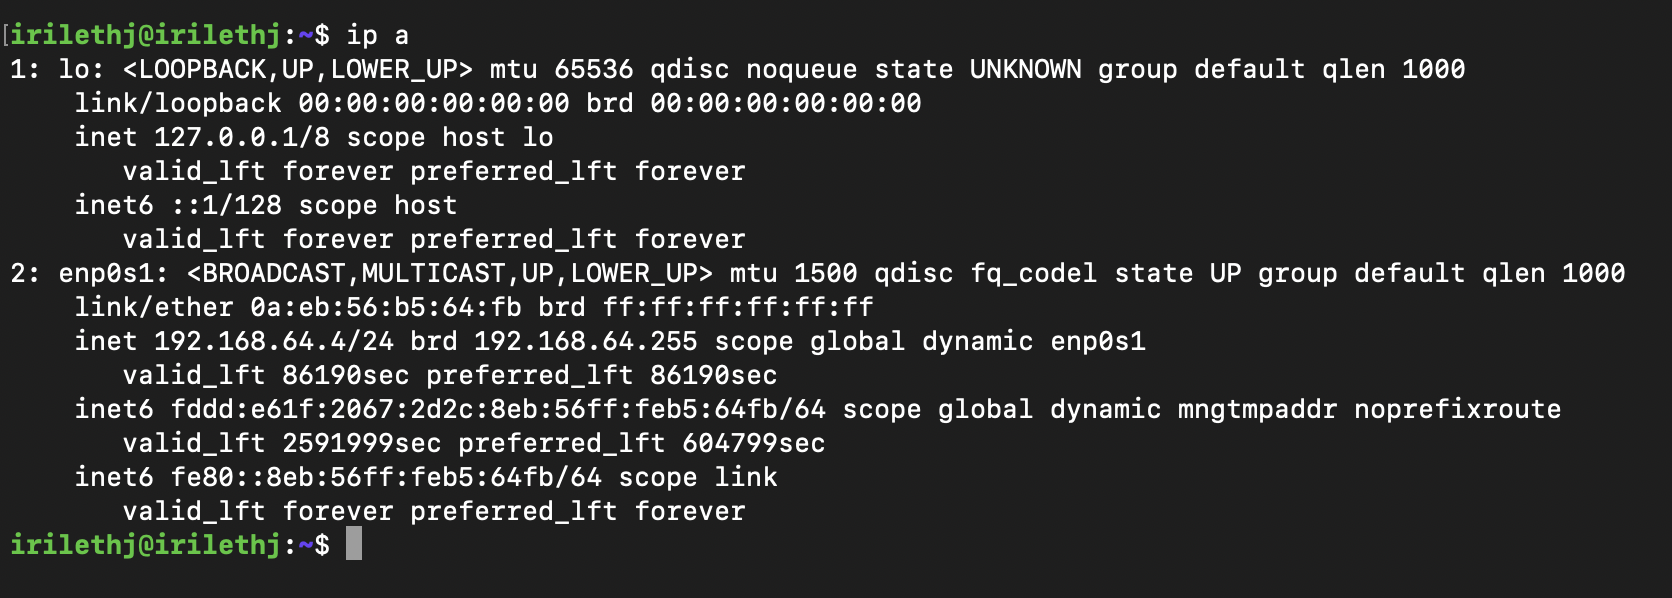 irilethj@irilethj:~$ ip a
1: lo: <LOOPBACK,UP,LOWER_UP> mtu 65536 qdisc noqueue state UNKNOWN group default qlen 1000
    link/loopback 00:00:00:00:00:00 brd 00:00:00:00:00:00
    inet 127.0.0.1/8 scope host lo
       valid_lft forever preferred_lft forever
    inet6 ::1/128 scope host
       valid_lft forever preferred_lft forever
2: enp0s1: <BROADCAST,MULTICAST,UP,LOWER_UP> mtu 1500 qdisc fq_codel state UP group default qlen 1000
    link/ether 0a:eb:56:b5:64:fb brd ff:ff:ff:ff:ff:ff
    inet 192.168.64.4/24 brd 192.168.64.255 scope global dynamic enp0s1
       valid_lft 86190sec preferred_lft 86190sec
    inet6 fddd:e61f:2067:2d2c:8eb:56ff:feb5:64fb/64 scope global dynamic mngtmpaddr noprefixroute
       valid_lft 2591999sec preferred_lft 604799sec
    inet6 fe80::8eb:56ff:feb5:64fb/64 scope link
       valid_lft forever preferred_lft forever
irilethj@irilethj:~$